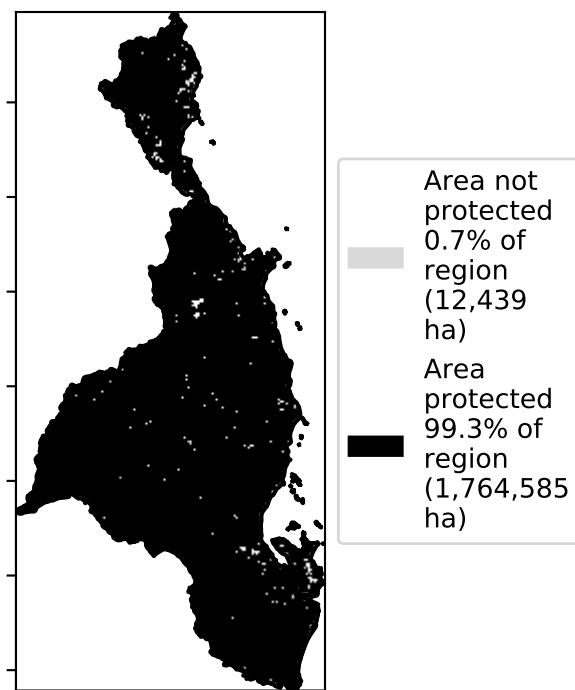 Area not
protected
0.7% of
region
(12,439
ha)
Area
protected
99.3% of
region
(1,764,585
ha)